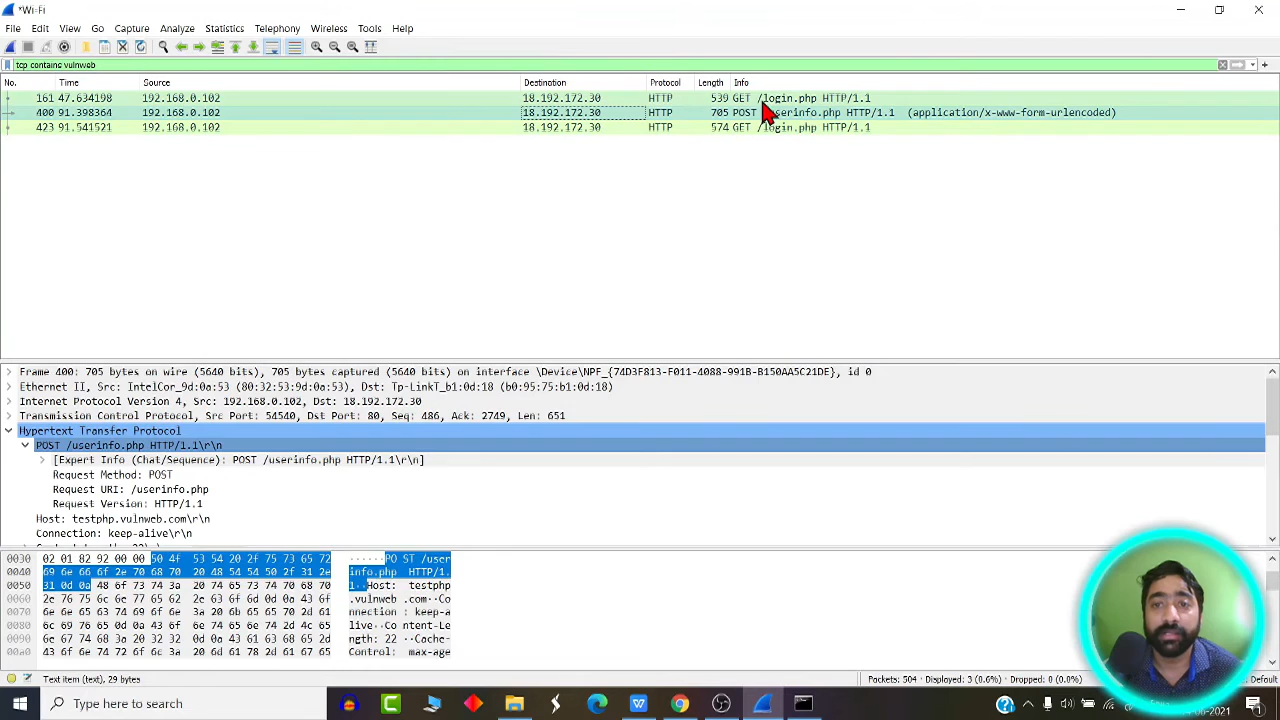 *Wi-Fi
File Edit View Go Capture Analyze Statistics Telephony Wireless Tools Help
tcp contains vulnweb
No. Time Source Destination Protocol Length Info
161 47.634198 192.168.0.102 18.192.172.30 HTTP 539 GET /login.php HTTP/1.1
400 91.398364 192.168.0.102 18.192.172.30 HTTP 705 POST userinfo.php HTTP/1.1 (application/x-www-form-urlencoded)
423 91.541521 192.168.0.102 18.192.172.30 HTTP 574 GET /login.php HTTP/1.1
Frame 400: 705 bytes on wire (5640 bits), 705 bytes captured (5640 bits) on interface \Device\NPF_{74D3F813-F011-4088-991B-B150AA5C21DE}, id 0
Ethernet II, Src: IntelCor_9d:0a:53 (80:32:53:9d:0a:53), Dst: Tp-LinkT_b1:0d:18 (b0:95:75:b1:0d:18)
Internet Protocol Version 4, Src: 192.168.0.102, Dst: 18.192.172.30
Transmission Control Protocol, Src Port: 54540, Dst Port: 80, Seq: 486, Ack: 2749, Len: 651
Hypertext Transfer Protocol
POST /userinfo.php HTTP/1.1\r\n
[Expert Info (Chat/Sequence): POST /userinfo.php HTTP/1.1\r\n]
Request Method: POST
Request URI: /userinfo.php
Request Version: HTTP/1.1
Host: testphp.vulnweb.com\r\n
Connection: keep-alive\r\n
0030 02 01 82 92 00 00 50 4f 53 54 20 2f 75 73 65 72 ······PO ST /user
0040 69 6e 66 6f 2e 70 68 70 20 48 54 54 50 2f 31 2e info.php HTTP/1.
0050 31 0d 0a 48 6f 73 74 3a 20 74 65 73 74 70 68 70 1··Host: testphp
0060 2e 76 75 6c 6e 77 65 62 2e 63 6f 6d 0d 0a 43 6f .vulnweb .com··Co
0070 6e 6e 65 63 74 69 6f 6e 3a 20 6b 65 65 70 2d 61 nnection : keep-a
0080 6c 69 76 65 0d 0a 43 6f 6e 74 65 6e 74 2d 4c 65 live··Co ntent-Le
0090 6e 67 74 68 3a 20 32 32 0d 0a 43 61 63 68 65 2d ngth: 22 ··Cache-
00a0 43 6f 6e 74 72 6f 6c 3a 20 6d 61 78 2d 61 67 65 Control: max-age
Text item (text), 29 bytes
Packets: 504 · Displayed: 3 (0.6%) · Dropped: 0 (0.0%)
Default
Type here to search
-06-2021